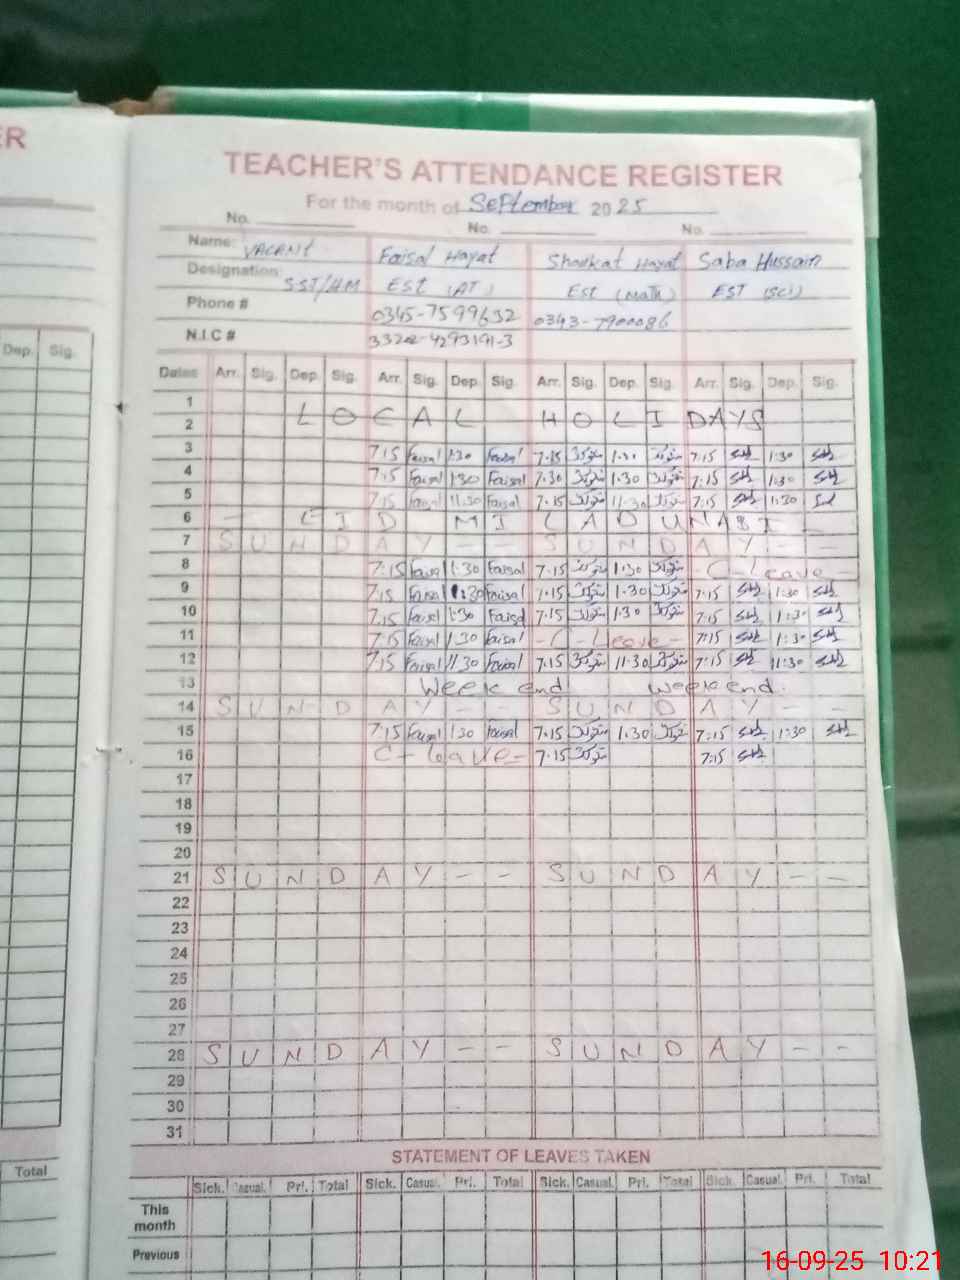 ER
TEACHER'S ATTENDANCE REGISTER
For the month of September 2025
No. No. No.
Name: VACANT Faisal Hayat Shoukat Hayat Saba Hussain
Designation: SST/HM EST (AT) Est (Math) EST (SCI)
Phone # 0345-7599632 0343-7900086
N.I.C # 33202-4293191-3
Dep. Sig.
Dates Arr. Sig. Dep. Sig. Arr. Sig. Dep. Sig. Arr. Sig. Dep. Sig. Arr. Sig. Dep. Sig.
1
2 LOCAL HOLI DAYS
3 7.15 Faisal 1:30 Faisal 7.15 1.30 7:15 1:30
4 7.15 Faisal 1:30 Faisal 7.30 1.30 7:15 1:30
5 7.15 Faisal 11.30 Faisal 7.15 11.30 7:15 1:30
6 EID MI LAD UNABI
7 SUNDAY - - SUNDAY - -
8 7:15 Faisal 1:30 Faisal 7.15 1.30 - C - Leave -
9 7.15 Faisal 1:30 Faisal 7.15 1.30 7:15 1:30
10 7.15 Faisal 1:30 Faisal 7.15 1.30 7:15 1:30
11 7:15 Faisal 1:30 Faisal - C - Leave - 7:15 1:30
12 7.15 Faisal 11.30 Faisal 7.15 11.30 7:15 11:30
13 Week end week end.
14 SUNDAY - - SUNDAY - -
15 7:15 Faisal 1:30 Faisal 7.15 1.30 7:15 1:30
16 C - leave - 7.15 7:15
17
18
19
20
21 SUNDAY - - SUNDAY - -
22
23
24
25
26
27
28 SUNDAY - - SUNDAY - -
29
30
31
STATEMENT OF LEAVES TAKEN
Total
Sick. Casual. Pri. Total Sick. Casual. Pri. Total Sick. Casual. Pri. Total Sick. Casual. Pri. Total
This
month
Previous
16-09-25 10:21